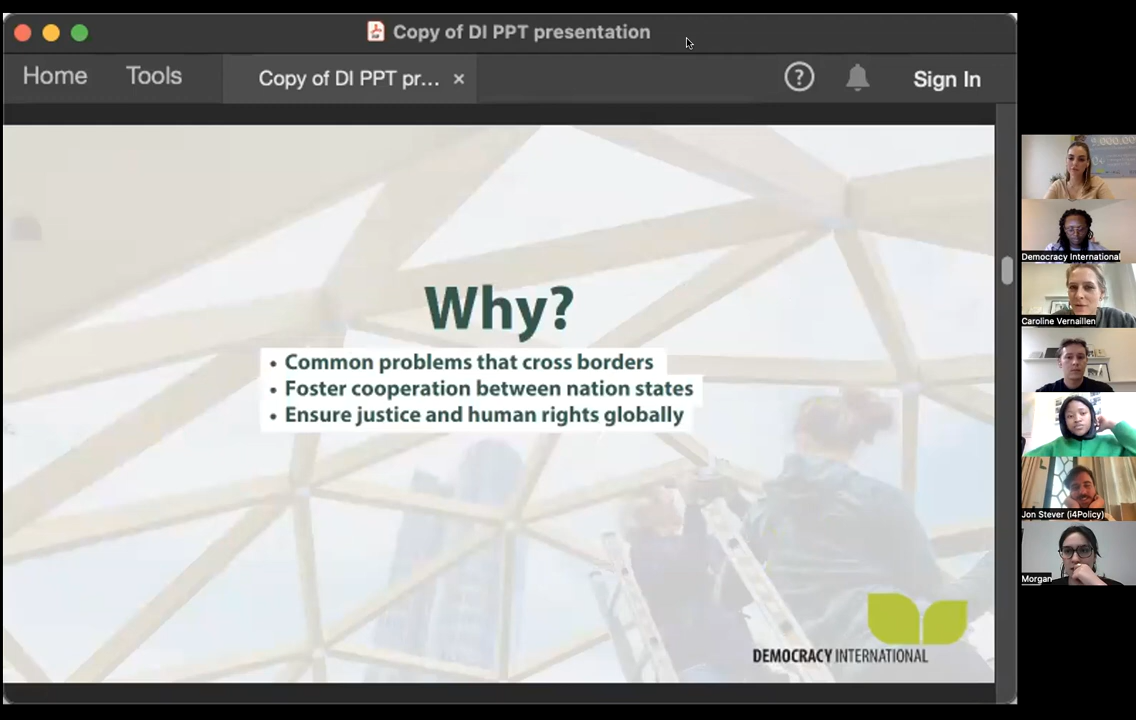 Copy of DI PPT presentation
Home Tools Copy of DI PPT pr... × ? Sign In
Why?
• Common problems that cross borders
• Foster cooperation between nation states
• Ensure justice and human rights globally
DEMOCRACY INTERNATIONAL
Democracy International
Caroline Vernaillen
Jon Stever (i4Policy)
Morgan